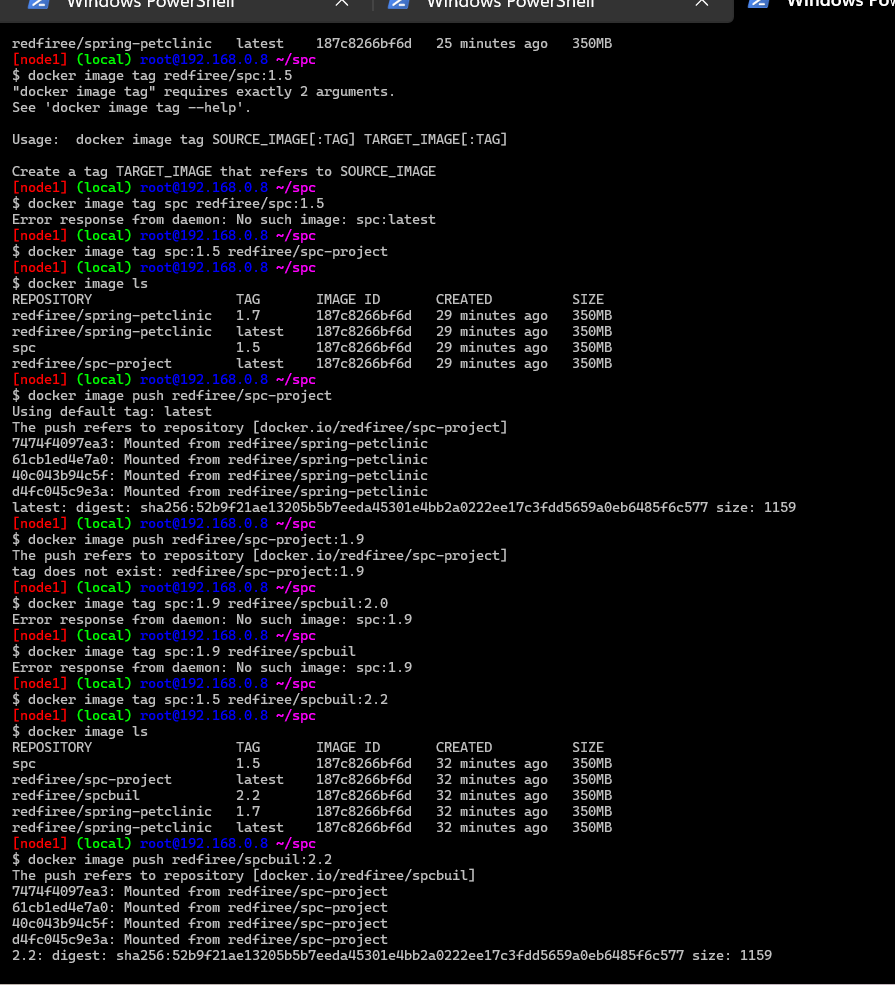 Windows PowerShell
Windows PowerShell
Windows Pow
redfiree/spring-petclinic   latest    187c8266bf6d   25 minutes ago   350MB
[node1] (local) root@192.168.0.8 ~/spc
$ docker image tag redfiree/spc:1.5
"docker image tag" requires exactly 2 arguments.
See 'docker image tag --help'.
Usage:  docker image tag SOURCE_IMAGE[:TAG] TARGET_IMAGE[:TAG]
Create a tag TARGET_IMAGE that refers to SOURCE_IMAGE
[node1] (local) root@192.168.0.8 ~/spc
$ docker image tag spc redfiree/spc:1.5
Error response from daemon: No such image: spc:latest
[node1] (local) root@192.168.0.8 ~/spc
$ docker image tag spc:1.5 redfiree/spc-project
[node1] (local) root@192.168.0.8 ~/spc
$ docker image ls
REPOSITORY                  TAG       IMAGE ID       CREATED          SIZE
redfiree/spring-petclinic   1.7       187c8266bf6d   29 minutes ago   350MB
redfiree/spring-petclinic   latest    187c8266bf6d   29 minutes ago   350MB
spc                         1.5       187c8266bf6d   29 minutes ago   350MB
redfiree/spc-project        latest    187c8266bf6d   29 minutes ago   350MB
[node1] (local) root@192.168.0.8 ~/spc
$ docker image push redfiree/spc-project
Using default tag: latest
The push refers to repository [docker.io/redfiree/spc-project]
7474f4097ea3: Mounted from redfiree/spring-petclinic
61cb1ed4e7a0: Mounted from redfiree/spring-petclinic
40c043b94c5f: Mounted from redfiree/spring-petclinic
d4fc045c9e3a: Mounted from redfiree/spring-petclinic
latest: digest: sha256:52b9f21ae13205b5b7eeda45301e4bb2a0222ee17c3fdd5659a0eb6485f6c577 size: 1159
[node1] (local) root@192.168.0.8 ~/spc
$ docker image push redfiree/spc-project:1.9
The push refers to repository [docker.io/redfiree/spc-project]
tag does not exist: redfiree/spc-project:1.9
[node1] (local) root@192.168.0.8 ~/spc
$ docker image tag spc:1.9 redfiree/spcbuil:2.0
Error response from daemon: No such image: spc:1.9
[node1] (local) root@192.168.0.8 ~/spc
$ docker image tag spc:1.9 redfiree/spcbuil
Error response from daemon: No such image: spc:1.9
[node1] (local) root@192.168.0.8 ~/spc
$ docker image tag spc:1.5 redfiree/spcbuil:2.2
[node1] (local) root@192.168.0.8 ~/spc
$ docker image ls
REPOSITORY                  TAG       IMAGE ID       CREATED          SIZE
spc                         1.5       187c8266bf6d   32 minutes ago   350MB
redfiree/spc-project        latest    187c8266bf6d   32 minutes ago   350MB
redfiree/spcbuil            2.2       187c8266bf6d   32 minutes ago   350MB
redfiree/spring-petclinic   1.7       187c8266bf6d   32 minutes ago   350MB
redfiree/spring-petclinic   latest    187c8266bf6d   32 minutes ago   350MB
[node1] (local) root@192.168.0.8 ~/spc
$ docker image push redfiree/spcbuil:2.2
The push refers to repository [docker.io/redfiree/spcbuil]
7474f4097ea3: Mounted from redfiree/spc-project
61cb1ed4e7a0: Mounted from redfiree/spc-project
40c043b94c5f: Mounted from redfiree/spc-project
d4fc045c9e3a: Mounted from redfiree/spc-project
2.2: digest: sha256:52b9f21ae13205b5b7eeda45301e4bb2a0222ee17c3fdd5659a0eb6485f6c577 size: 1159